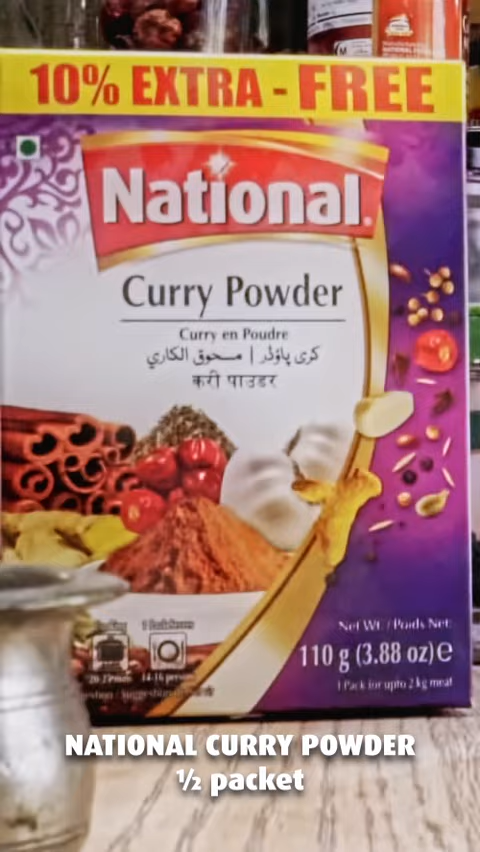 10% EXTRA - FREE
National
Curry Powder
Curry en Poudre
کری پاؤڈر | مسحوق الكاري
करी पाउडर
Net Wt. / Poids Net:
110 g (3.88 oz) e
1 Pack for upto 2 kg meat
NATIONAL CURRY POWDER
½ packet